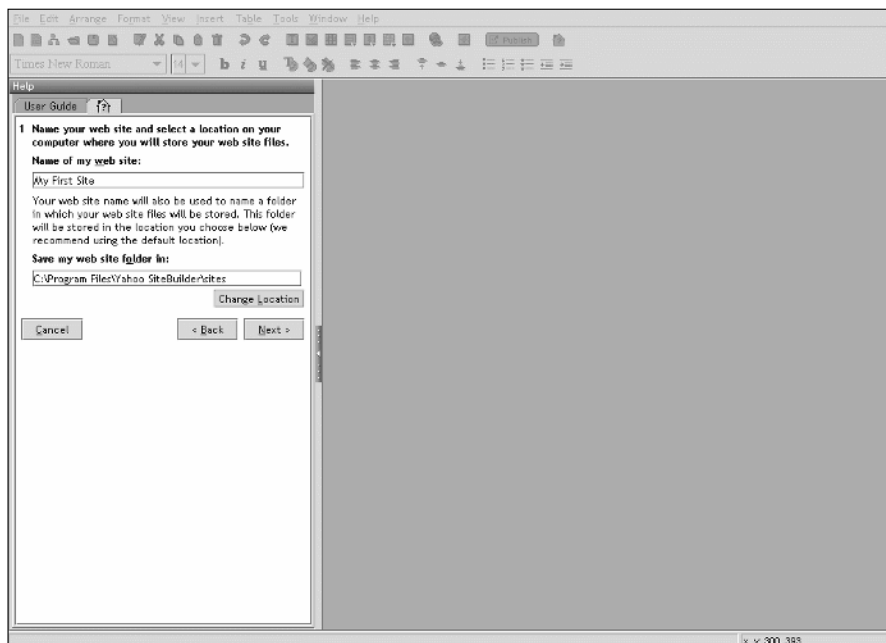 File Edit Arrange Format View Insert Table Tools Window Help
Publish
Times New Roman 14 b i u
Help
User Guide
1 Name your web site and select a location on your
computer where you will store your web site files.
Name of my web site:
My First Site
Your web site name will also be used to name a folder
in which your web site files will be stored. This folder
will be stored in the location you choose below (we
recommend using the default location).
Save my web site folder in:
C:\Program Files\Yahoo SiteBuilder\sites
Change Location
Cancel < Back Next >
x, y: 300, 393